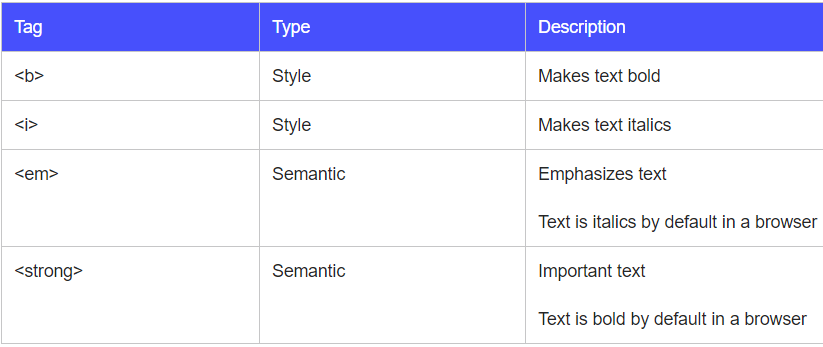 Tag Type Description
<b> Style Makes text bold
<i> Style Makes text italics
<em> Semantic Emphasizes text
Text is italics by default in a browser
<strong> Semantic Important text
Text is bold by default in a browser